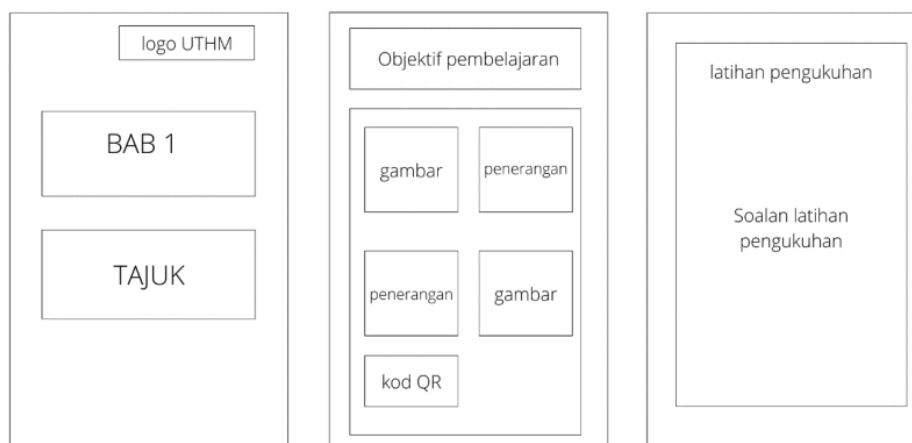 logo UTHM
BAB 1
TAJUK
Objektif pembelajaran
gambar
penerangan
penerangan
gambar
kod QR
latihan pengukuhan
Soalan latihan
pengukuhan